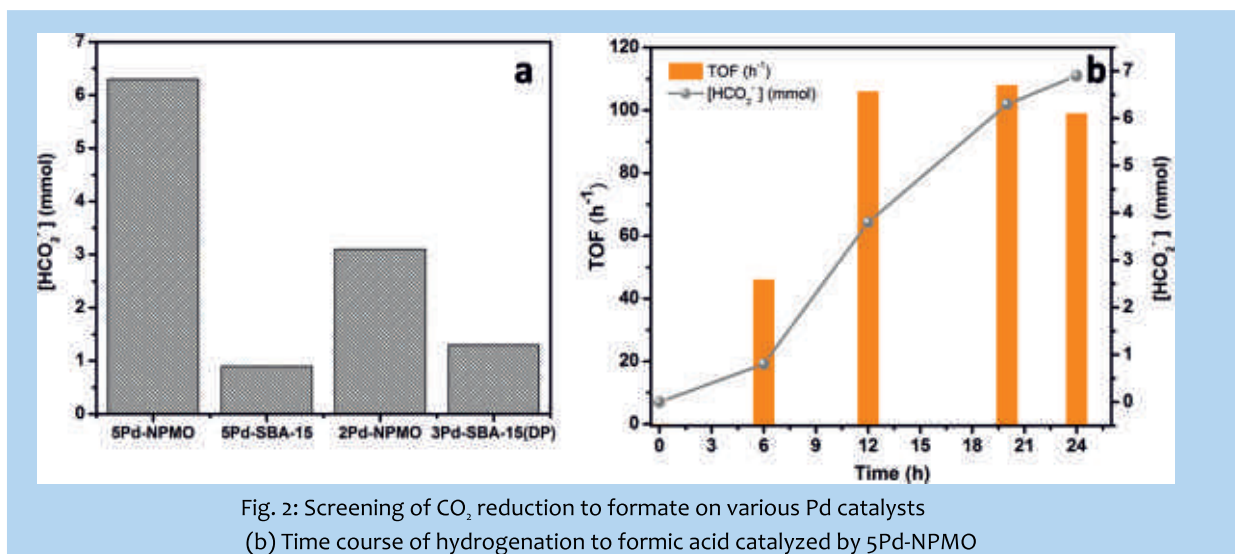 a
7
6
5
4
3
2
1
0
[HCO₂⁻] (mmol)
5Pd-NPMO 5Pd-SBA-15 2Pd-NPMO 3Pd-SBA-15(DP)
b
TOF (h⁻¹)
[HCO₂⁻] (mmol)
120
100
80
60
40
20
0
TOF (h⁻¹)
7
6
5
4
3
2
1
0
[HCO₂⁻] (mmol)
0 3 6 9 12 15 18 21 24
Time (h)
Fig. 2: Screening of CO₂ reduction to formate on various Pd catalysts
(b) Time course of hydrogenation to formic acid catalyzed by 5Pd-NPMO